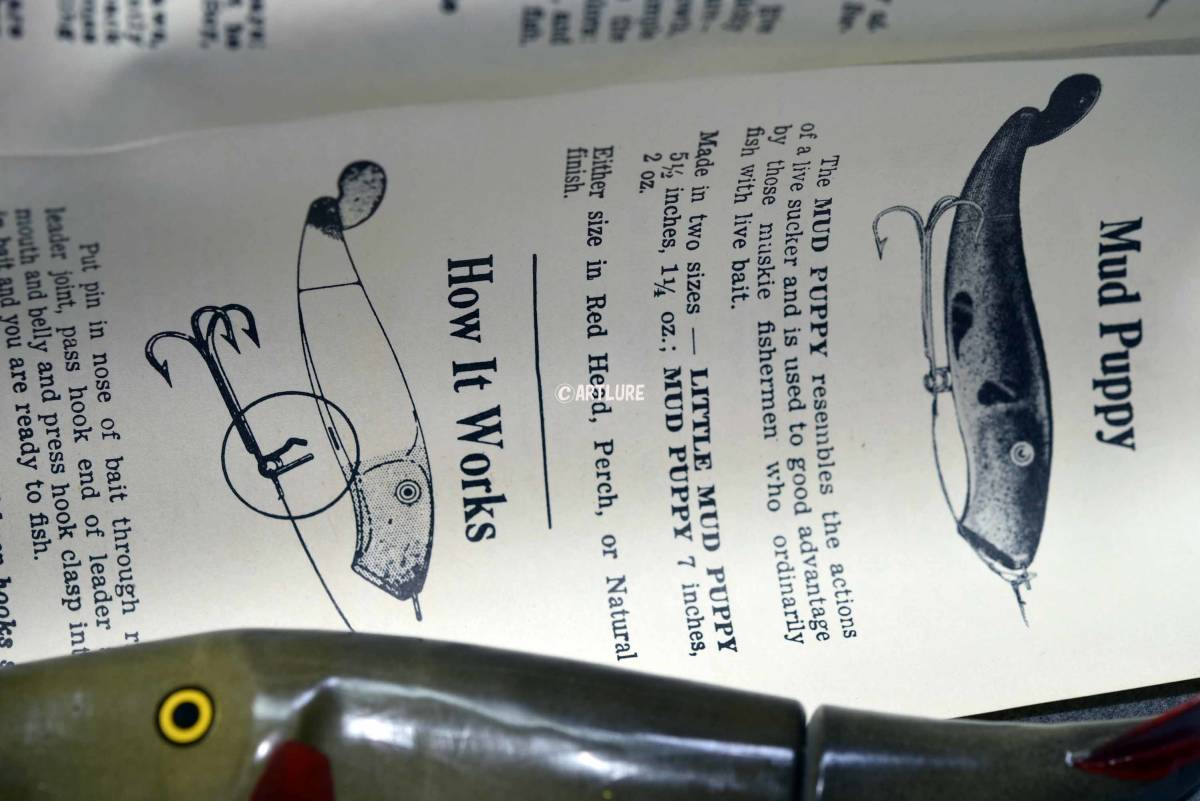 Mud Puppy
The MUD PUPPY resembles the actions
of a live sucker and is used to good advantage
by those muskie fishermen who ordinarily
fish with live bait.
Made in two sizes — LITTLE MUD PUPPY
5½ inches, 1¼ oz.; MUD PUPPY 7 inches,
2 oz.
Either size in Red Head, Perch, or Natural
finish.
How It Works
Put pin in nose of bait through
leader joint, pass hook end of leader
mouth and belly and press hook clasp
in bait and you are ready to fish.
hooks
© ARTLURE